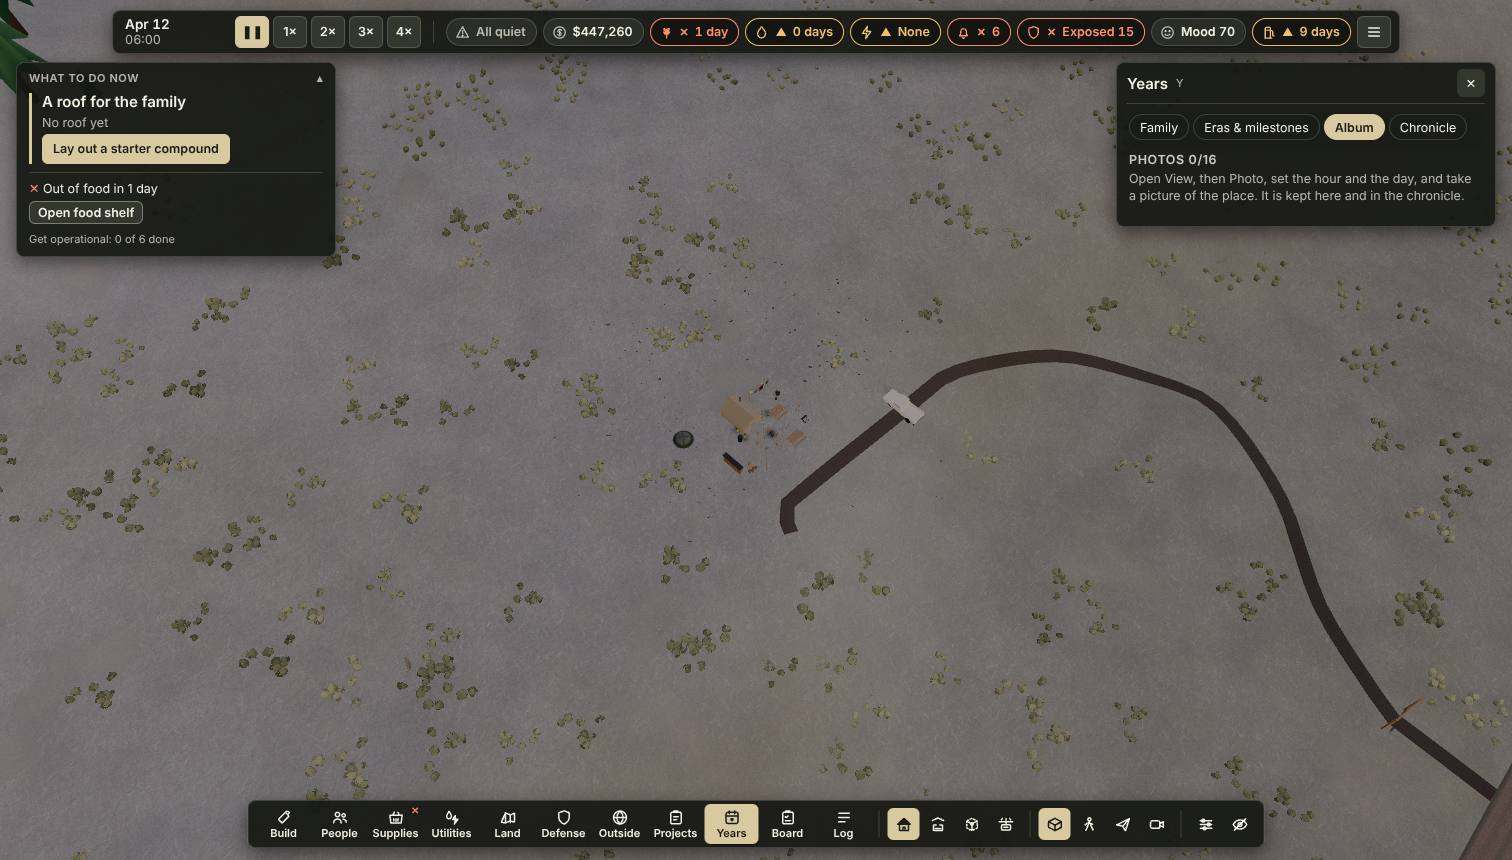 Apr 12
06:00
1×
2×
3×
4×
All quiet
$447,260
× 1 day
▲ 0 days
▲ None
× 6
× Exposed 15
Mood 70
▲ 9 days
WHAT TO DO NOW
A roof for the family
No roof yet
Lay out a starter compound
× Out of food in 1 day
Open food shelf
Get operational: 0 of 6 done
Years Y
Family
Eras & milestones
Album
Chronicle
PHOTOS 0/16
Open View, then Photo, set the hour and the day, and take
a picture of the place. It is kept here and in the chronicle.
Build
People
Supplies
Utilities
Land
Defense
Outside
Projects
Years
Board
Log